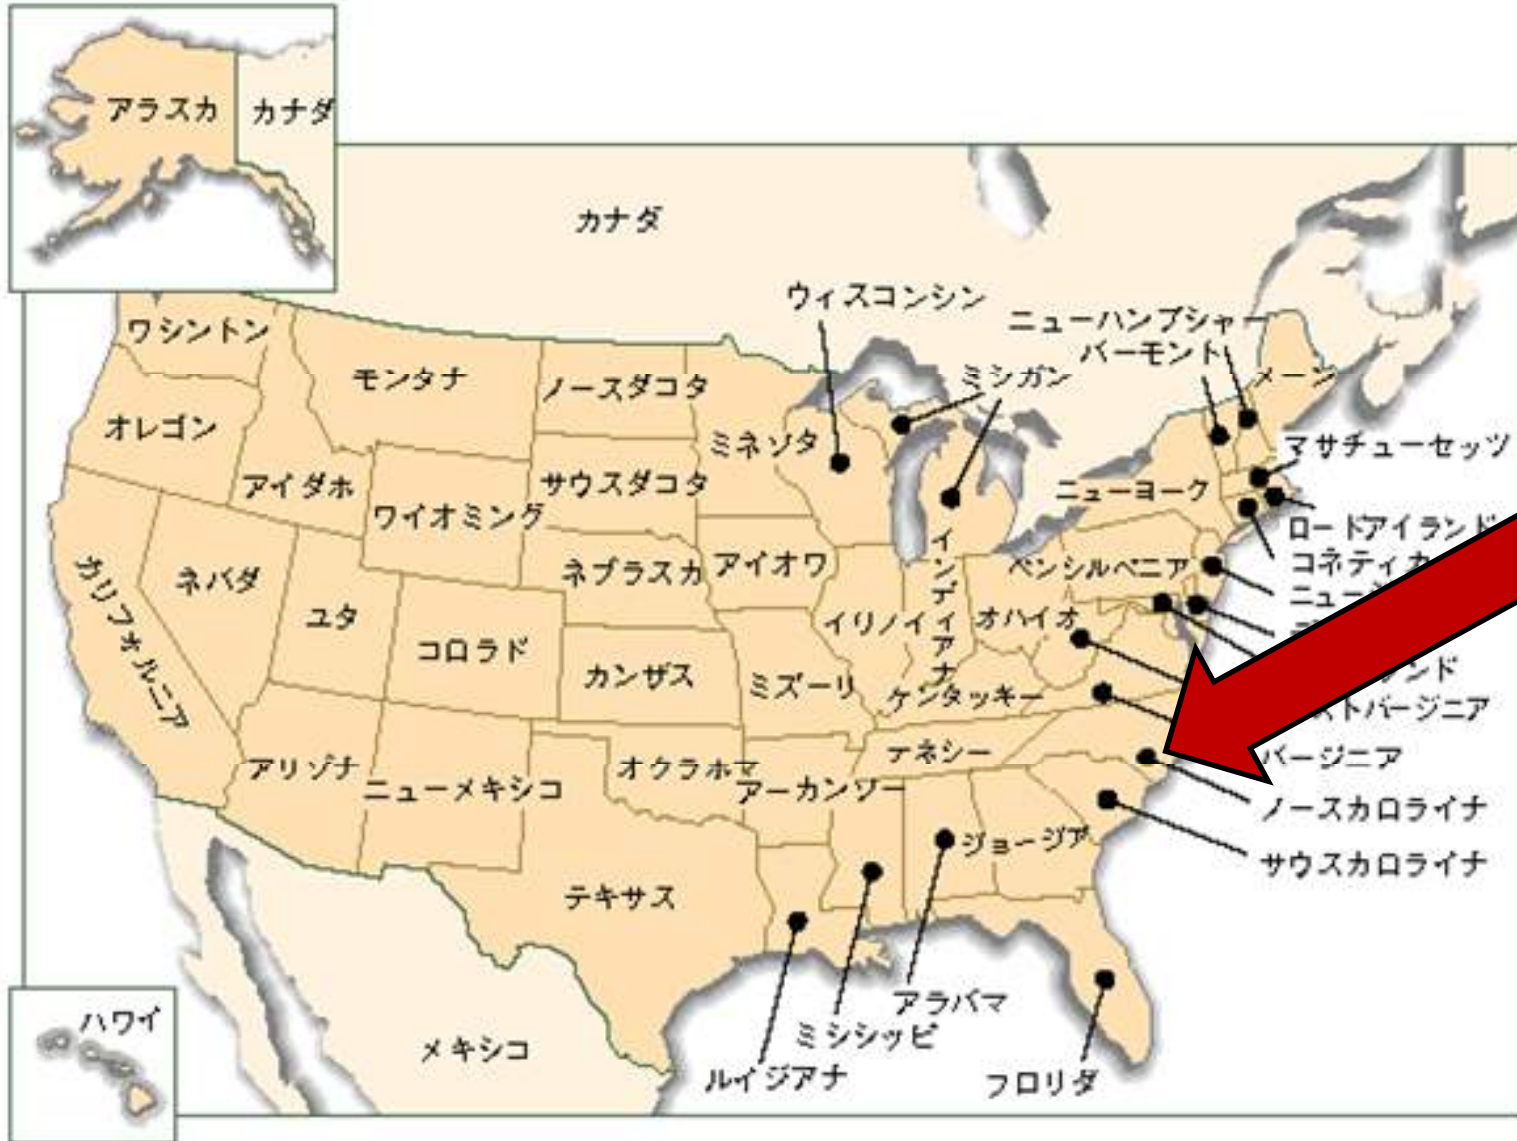 アラスカ
カナダ
カナダ
ウィスコンシン
ニューハンプシャー
バーモント
ミシガン
メーン
ワシントン
モンタナ
ノースダコタ
オレゴン
ミネソタ
マサチューセッツ
アイダホ
サウスダコタ
ニューヨーク
ワイオミング
ロードアイランド
インディアナ
アイオワ
ペンシルベニア
コネティカ
カリフォルニア
ネバダ
ネブラスカ
ユタ
イリノイ
オハイオ
コロラド
カンザス
ミズーリ
ケンタッキー
ストバージニア
アリゾナ
ニューメキシコ
オクラホマ
アーカンソー
テネシー
バージニア
ノースカロライナ
ジョージア
サウスカロライナ
テキサス
アラバマ
ミシシッピ
ルイジアナ
フロリダ
ハワイ
メキシコ